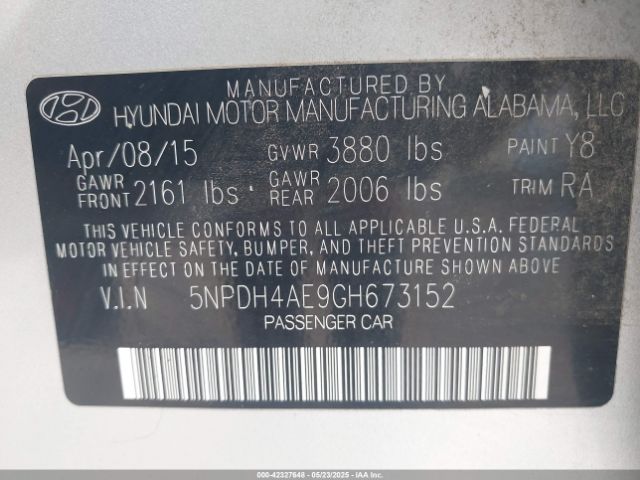 MANUFACTURED BY
HYUNDAI MOTOR MANUFACTURING ALABAMA, LLC
Apr/08/15 GVWR 3880 lbs PAINT Y8
GAWR FRONT 2161 lbs. GAWR REAR 2006 lbs TRIM RA
THIS VEHICLE CONFORMS TO ALL APPLICABLE U.S.A. FEDERAL
MOTOR VEHICLE SAFETY, BUMPER, AND THEFT PREVENTION STANDARDS
IN EFFECT ON THE DATE OF MANUFACTURE SHOWN ABOVE
V.I.N 5NPDH4AE9GH673152
PASSENGER CAR
000-42327648 - 05/23/2025 - IAA Inc.